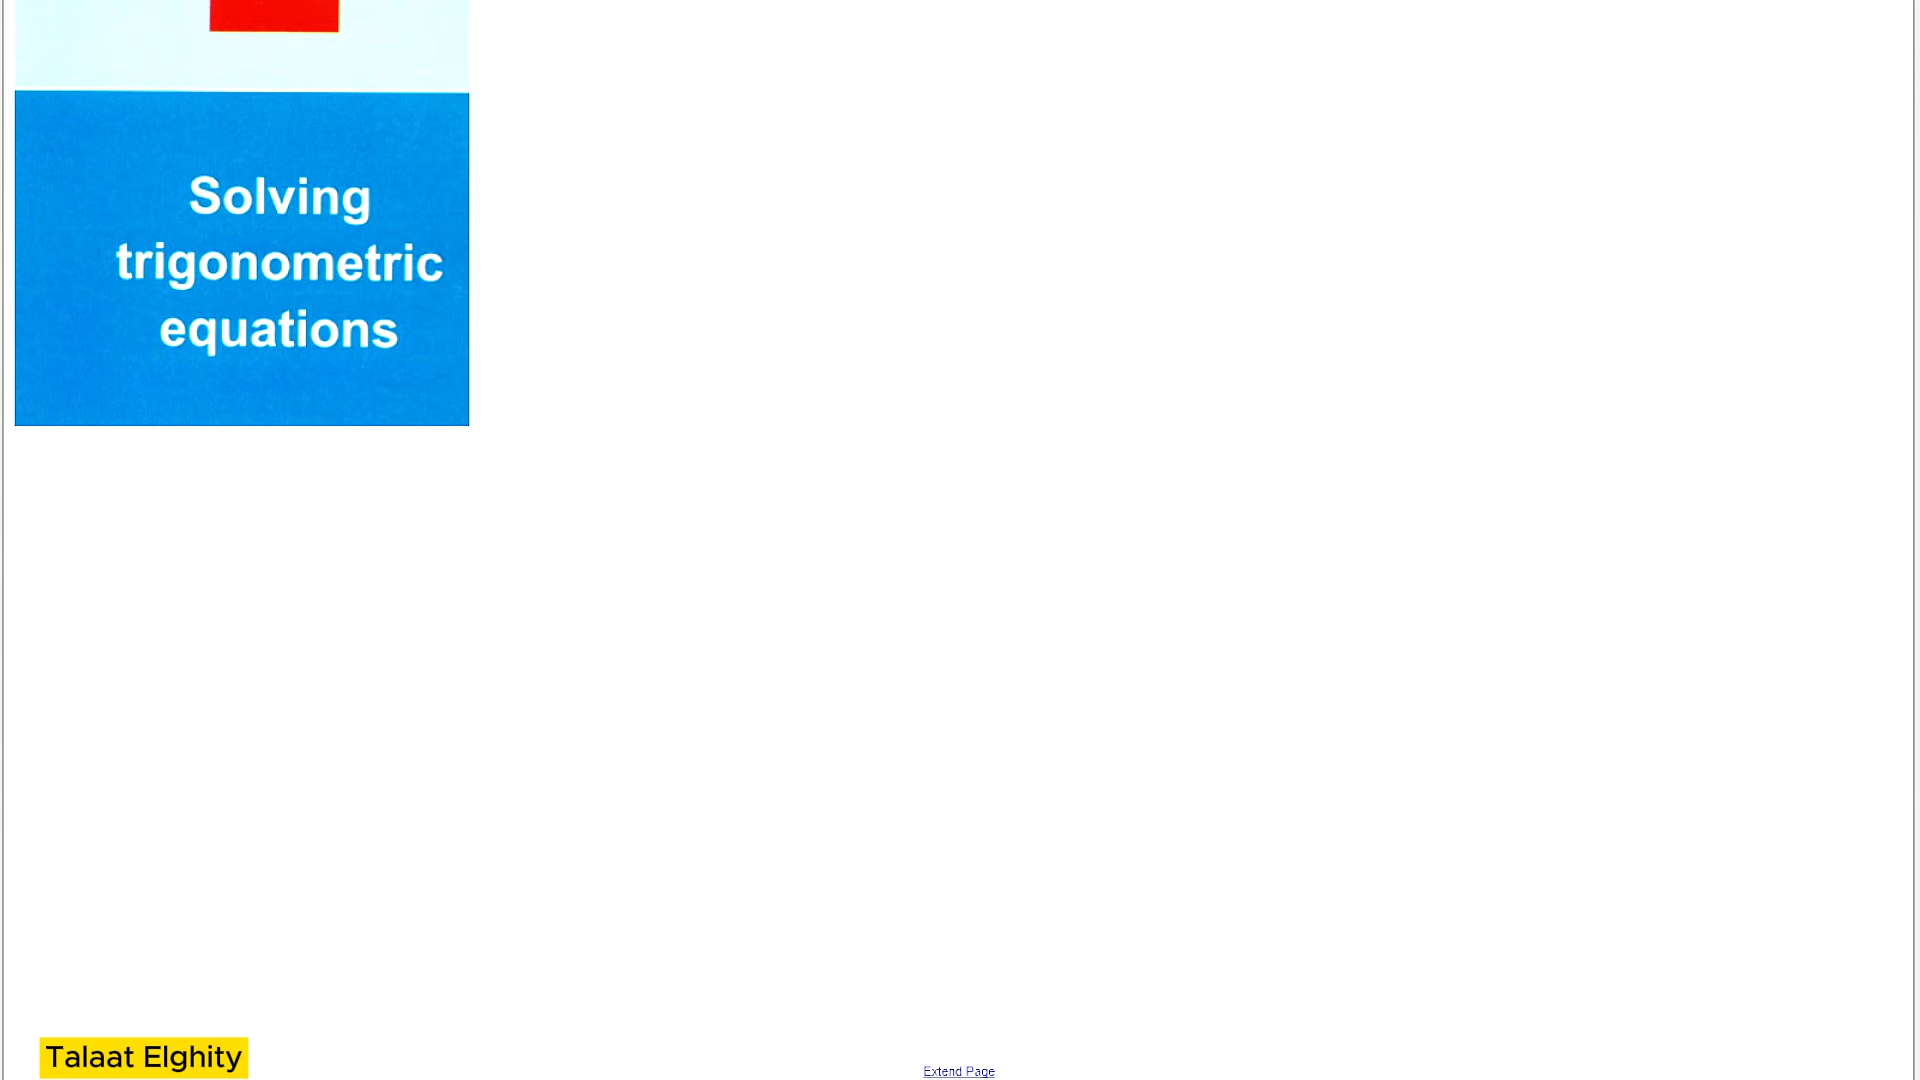 Solving
trigonometric
equations
Talaat Elghity
Extend Page